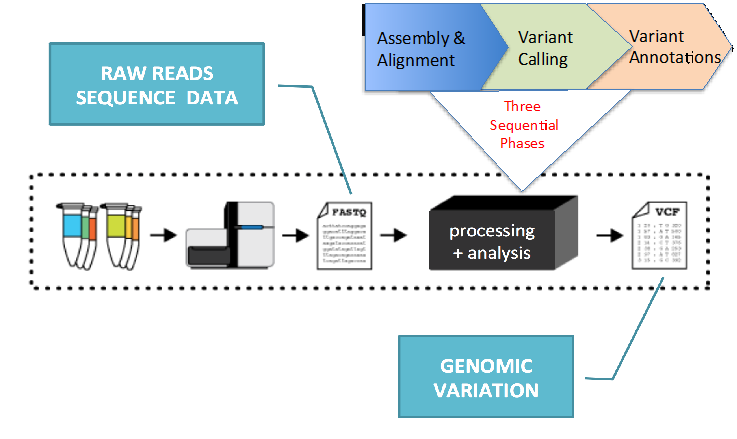 Assembly &
Alignment
Variant
Calling
Variant
Annotations
RAW READS
SEQUENCE DATA
Three
Sequential
Phases
FASTQ
processing
+ analysis
VCF
GENOMIC
VARIATION